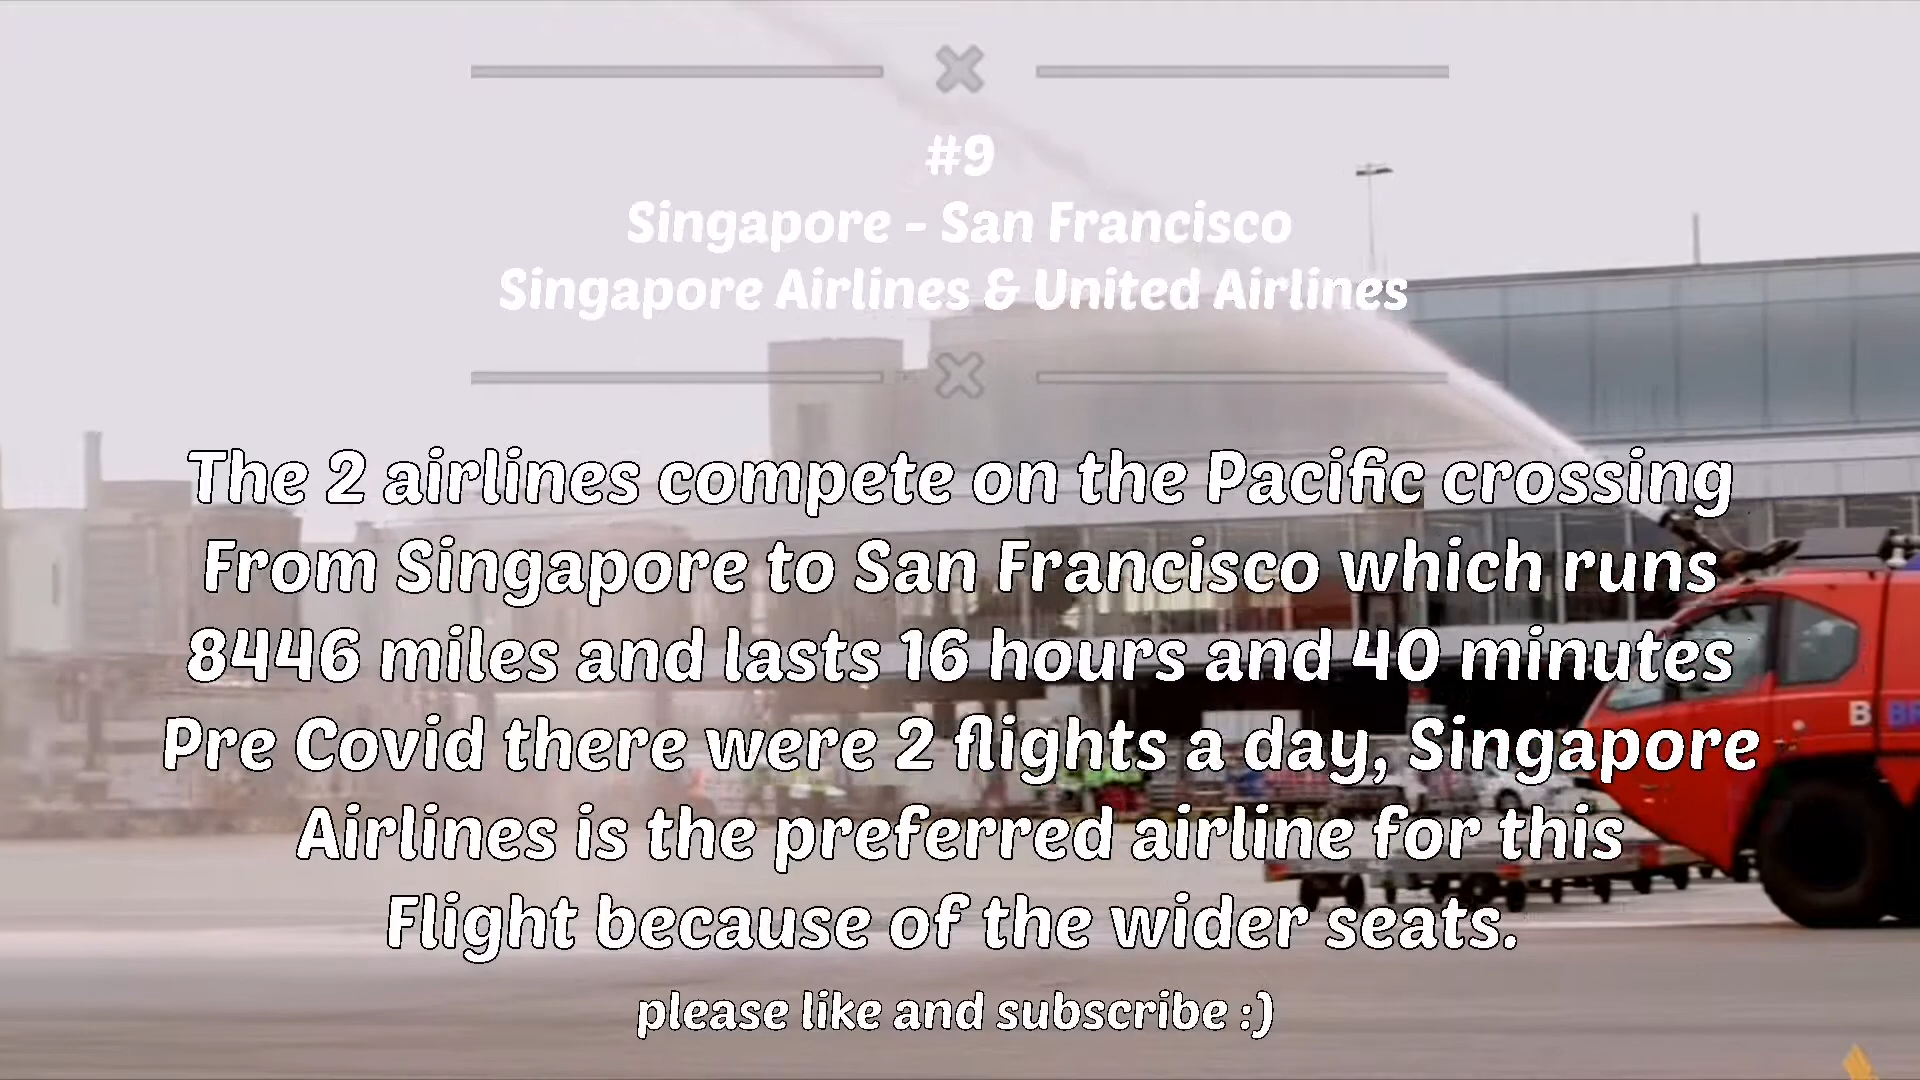 #9
Singapore - San Francisco
Singapore Airlines & United Airlines
The 2 airlines compete on the Pacific crossing
From Singapore to San Francisco which runs
8446 miles and lasts 16 hours and 40 minutes
Pre Covid there were 2 flights a day, Singapore
Airlines is the preferred airline for this
Flight because of the wider seats.
please like and subscribe :)
B